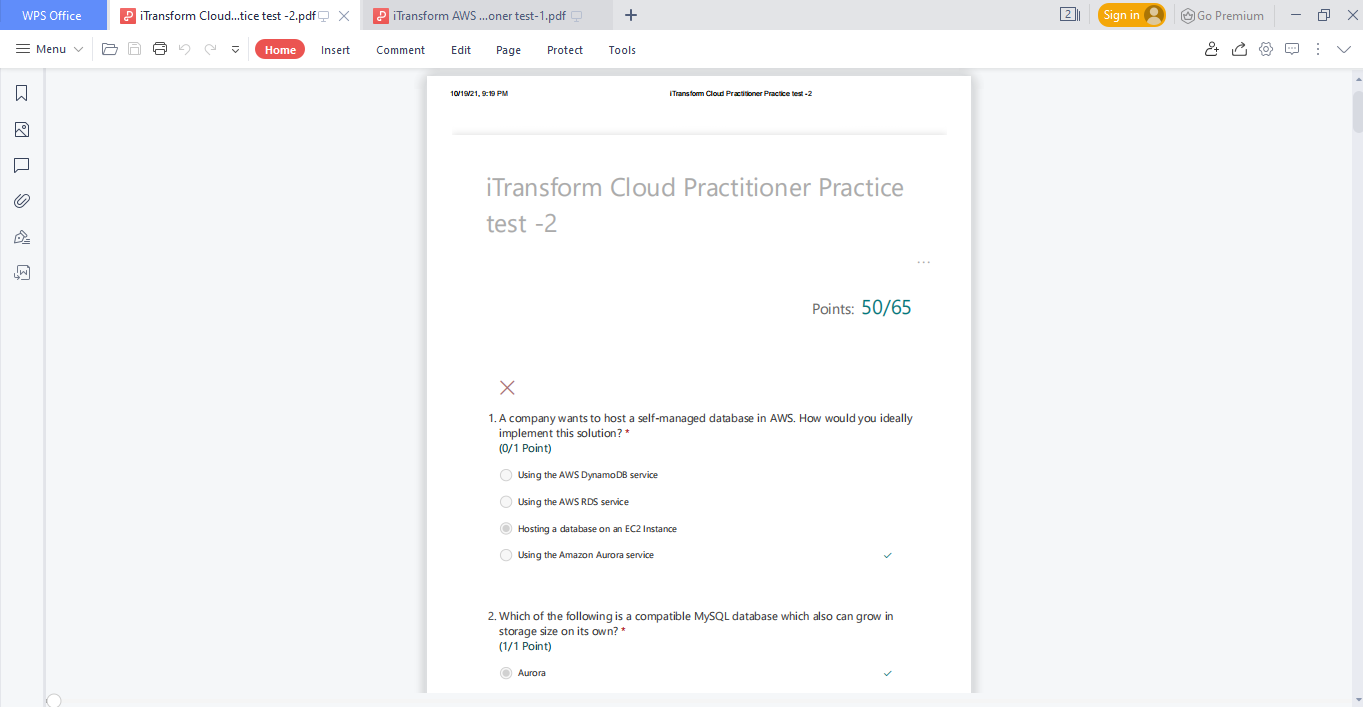 WPS Office
iTransform Cloud...tice test -2.pdf
iTransform AWS ...oner test-1.pdf
2
Sign in
Go Premium
Menu
Home
Insert
Comment
Edit
Page
Protect
Tools
10/19/21, 9:19 PM
iTransform Cloud Practitioner Practice test -2
iTransform Cloud Practitioner Practice
test -2
...
Points: 50/65
1. A company wants to host a self-managed database in AWS. How would you ideally
implement this solution? *
(0/1 Point)
Using the AWS DynamoDB service
Using the AWS RDS service
Hosting a database on an EC2 Instance
Using the Amazon Aurora service
2. Which of the following is a compatible MySQL database which also can grow in
storage size on its own? *
(1/1 Point)
Aurora